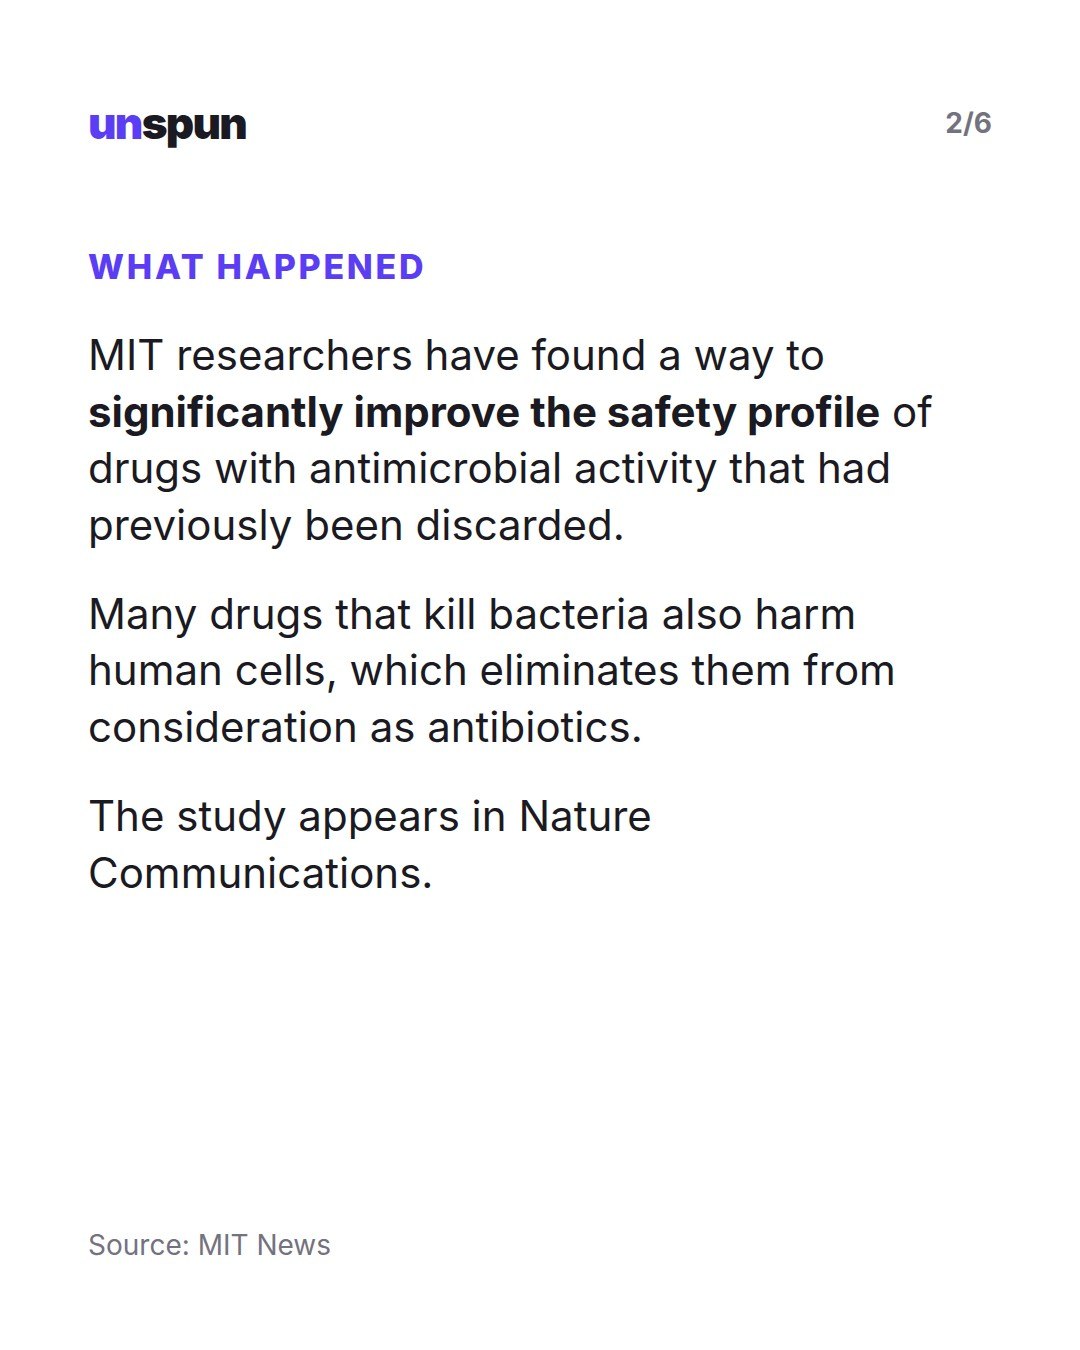 unspun
2/6
WHAT HAPPENED
MIT researchers have found a way to
significantly improve the safety profile of
drugs with antimicrobial activity that had
previously been discarded.
Many drugs that kill bacteria also harm
human cells, which eliminates them from
consideration as antibiotics.
The study appears in Nature
Communications.
Source: MIT News